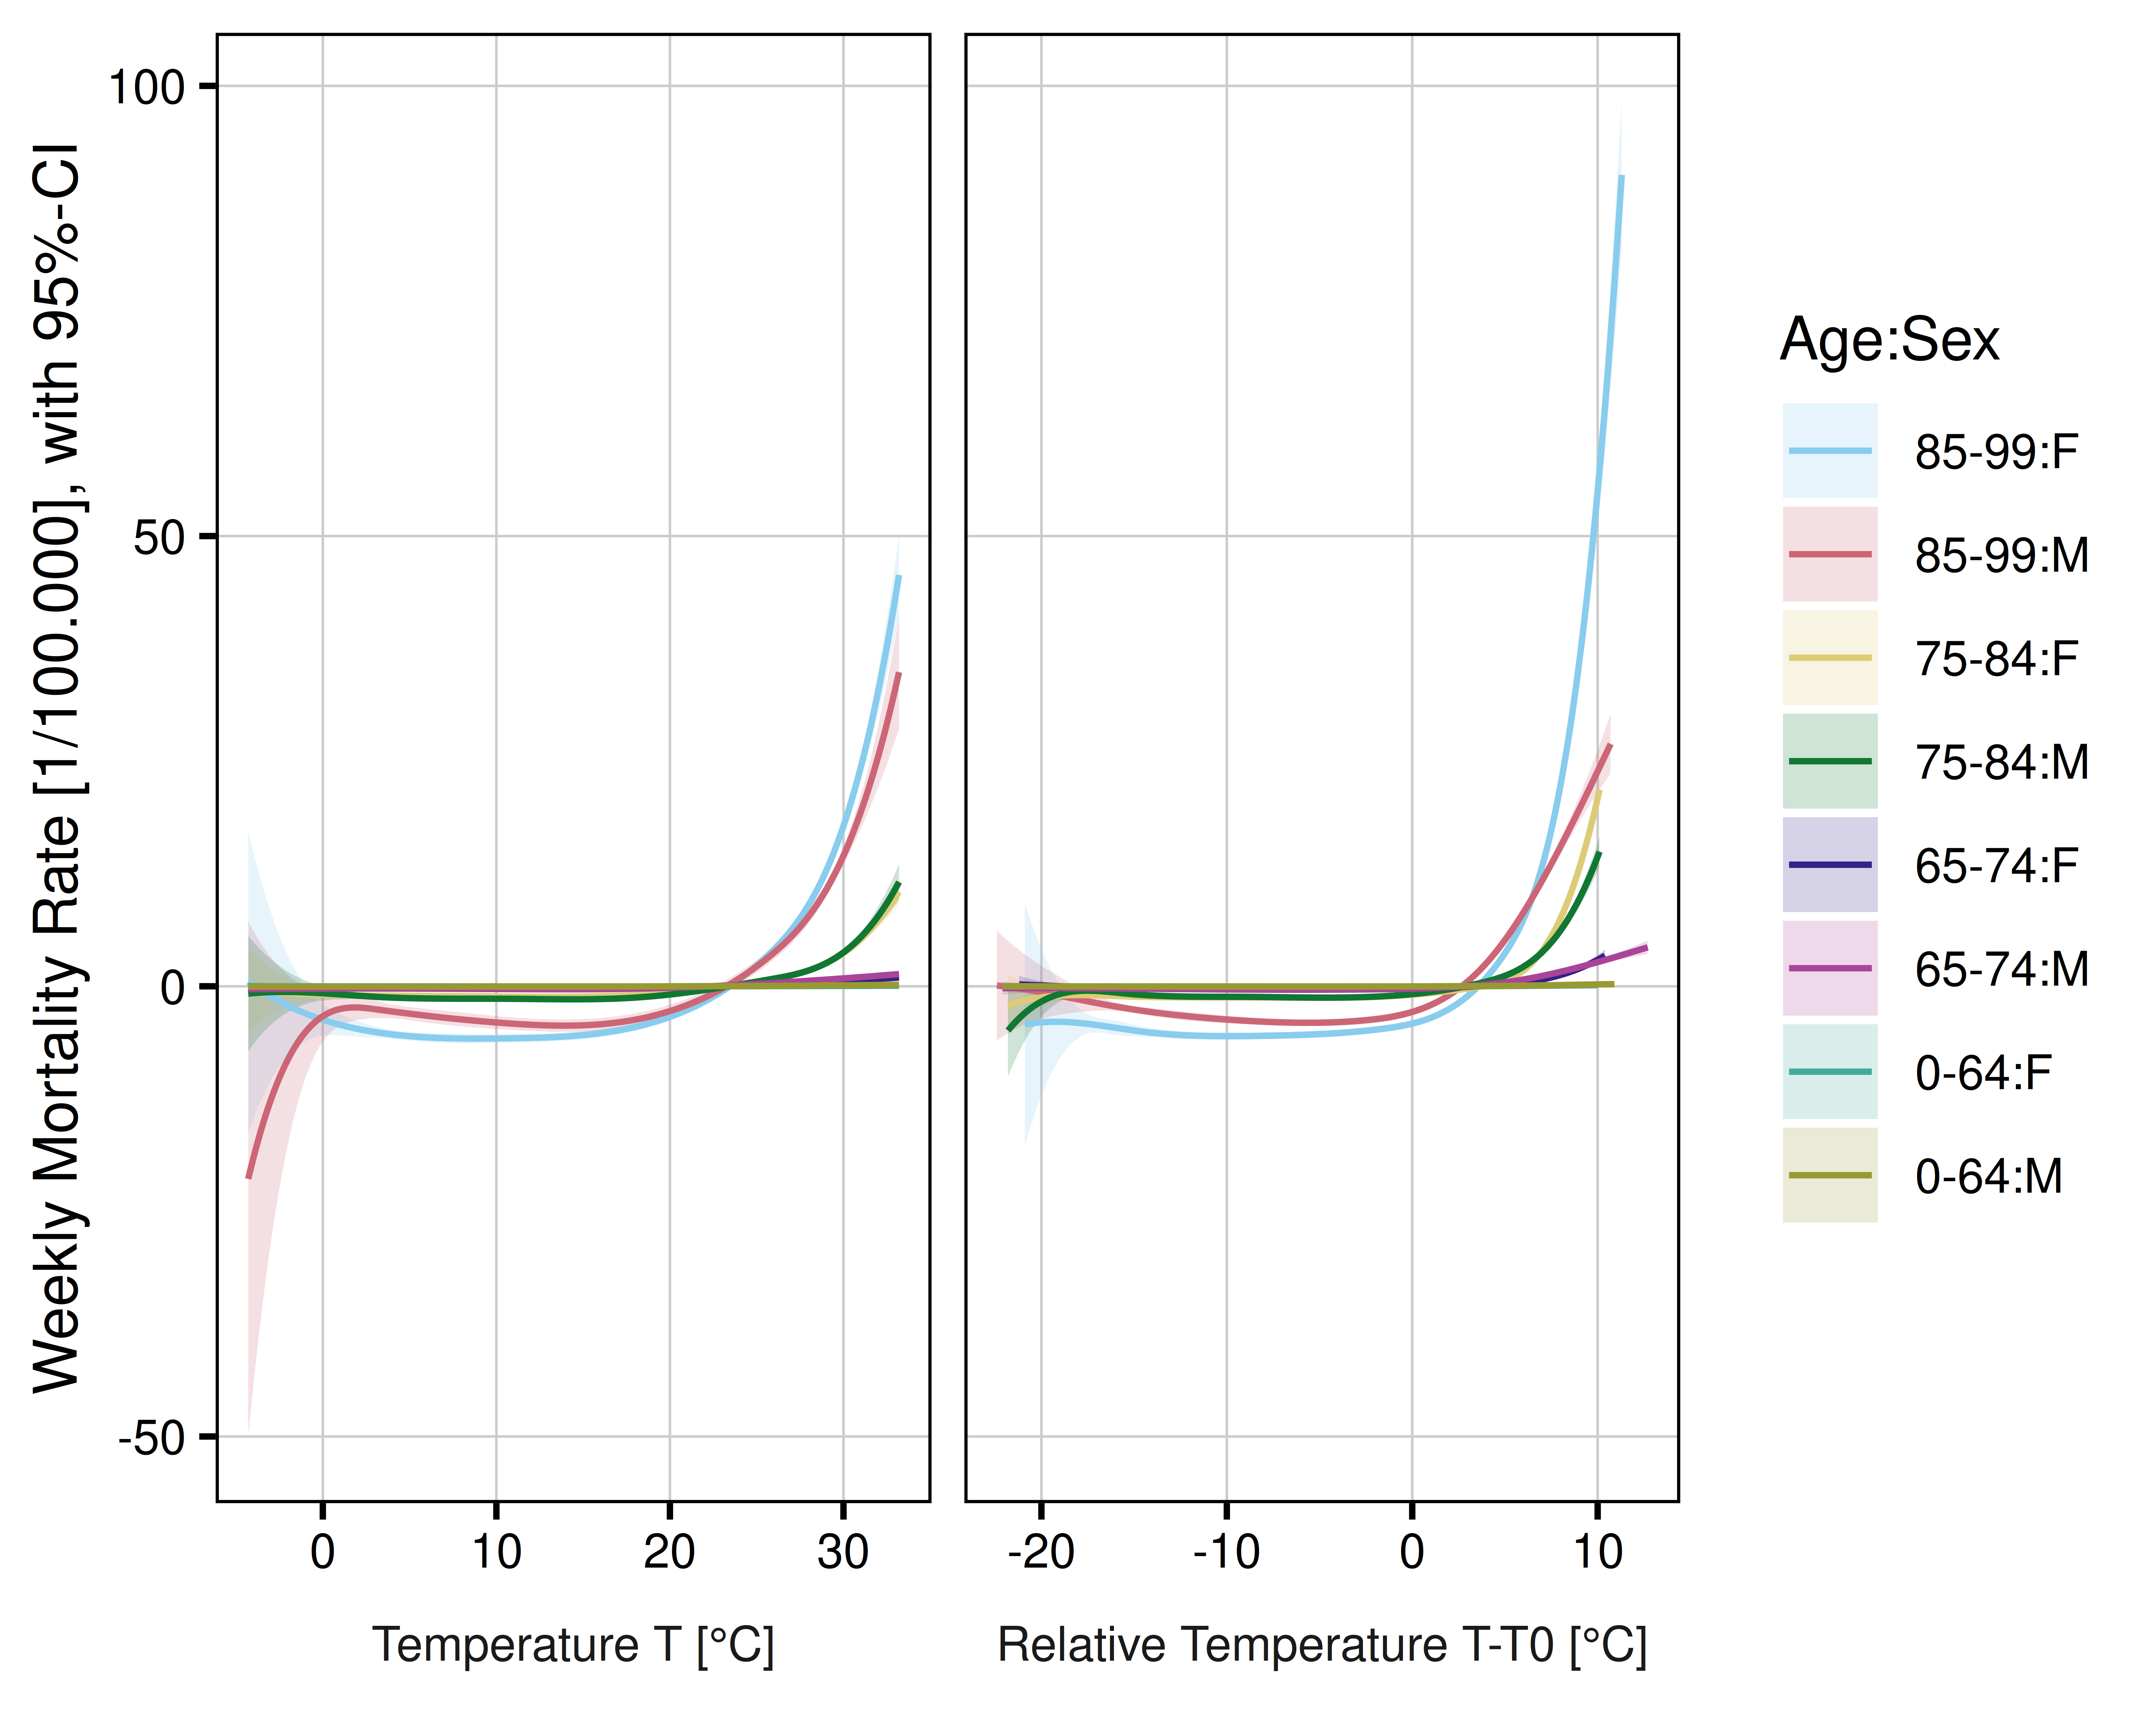 Weekly Mortality Rate [1/100.000], with 95%-CI
100
50
0
-50
0 10 20 30
-20 -10 0 10
Temperature T [°C]
Relative Temperature T-T0 [°C]
Age:Sex
85-99:F
85-99:M
75-84:F
75-84:M
65-74:F
65-74:M
0-64:F
0-64:M